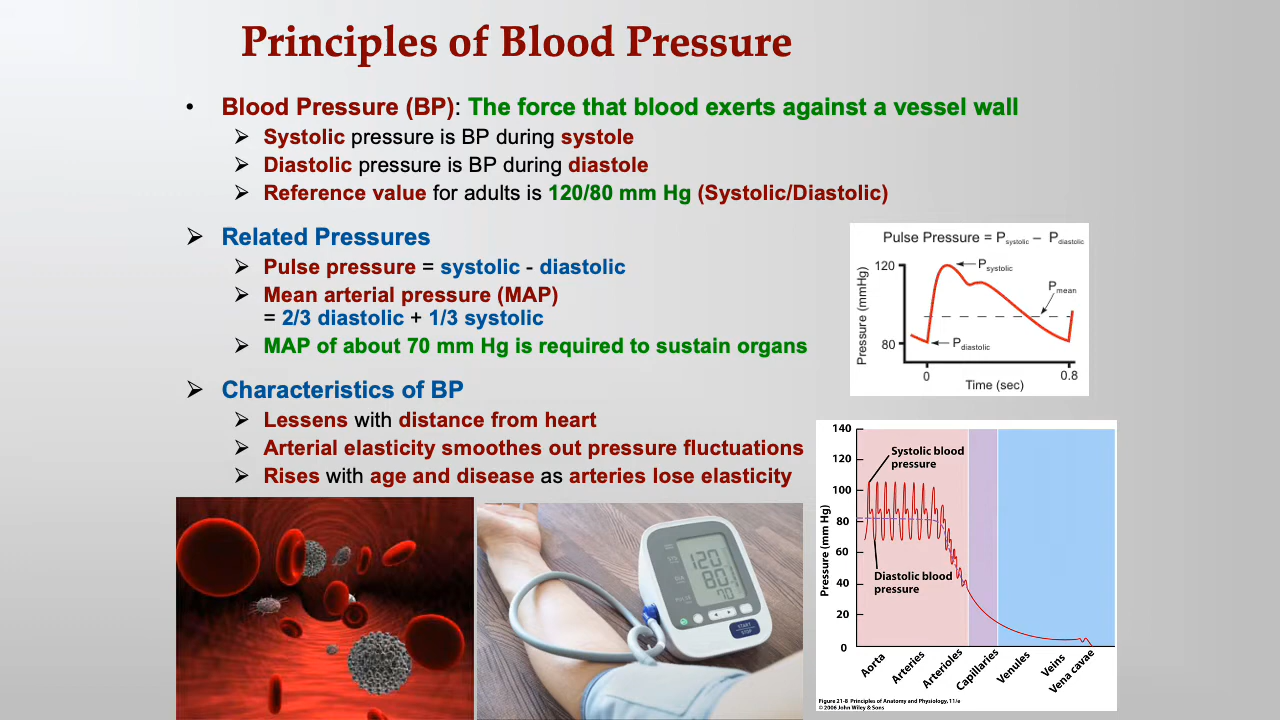 Principles of Blood Pressure
• Blood Pressure (BP): The force that blood exerts against a vessel wall
➢ Systolic pressure is BP during systole
➢ Diastolic pressure is BP during diastole
➢ Reference value for adults is 120/80 mm Hg (Systolic/Diastolic)
➢ Related Pressures
➢ Pulse pressure = systolic - diastolic
➢ Mean arterial pressure (MAP)
= 2/3 diastolic + 1/3 systolic
➢ MAP of about 70 mm Hg is required to sustain organs
➢ Characteristics of BP
➢ Lessens with distance from heart
➢ Arterial elasticity smoothes out pressure fluctuations
➢ Rises with age and disease as arteries lose elasticity
Pulse Pressure = Psystolic – Pdiastolic
Pressure (mmHg)
120
Psystolic
Pmean
80
Pdiastolic
0
0.8
Time (sec)
Pressure (mm Hg)
140
120
100
80
60
40
20
0
Systolic blood
pressure
Diastolic blood
pressure
Aorta
Arteries
Arterioles
Capillaries
Venules
Veins
Vena cavae
Figure 21-8 Principles of Anatomy and Physiology, 11/e
© 2006 John Wiley & Sons
120
80
70
START
STOP